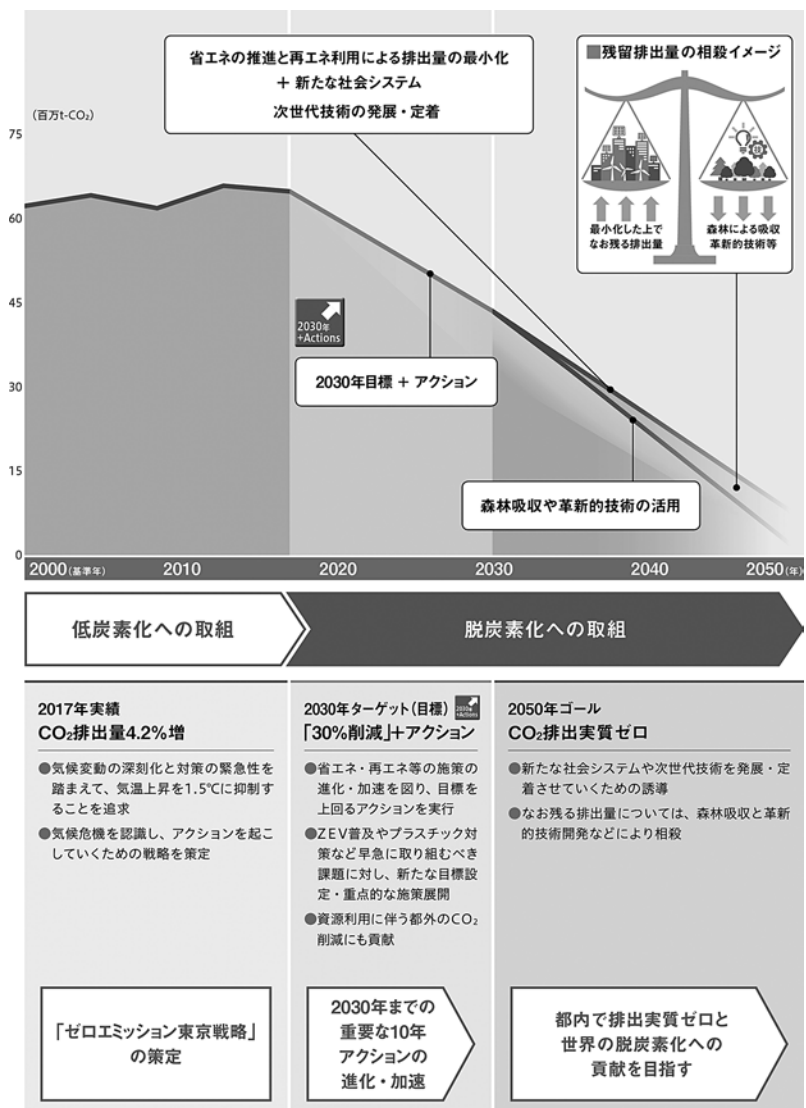 省エネの推進と再エネ利用による排出量の最小化
＋ 新たな社会システム
次世代技術の発展・定着
■残留排出量の相殺イメージ
最小化した上で
なお残る排出量
森林による吸収
革新的技術等
（百万t-CO₂）
75
60
45
30
15
0
2030年
+Actions
2030年目標 ＋ アクション
森林吸収や革新的技術の活用
2000（基準年） 2010 2020 2030 2040 2050（年）
低炭素化への取組
脱炭素化への取組
2017年実績
CO₂排出量4.2％増
●気候変動の深刻化と対策の緊急性を
踏まえて、気温上昇を1.5℃に抑制す
ることを追求
●気候危機を認識し、アクションを起こ
していくための戦略を策定
「ゼロエミッション東京戦略」
の策定
2030年ターゲット（目標）
2030年
+Actions
「30％削減」＋アクション
●省エネ・再エネ等の施策の
進化・加速を図り、目標を
上回るアクションを実行
●ZEV普及やプラスチック対
策など早急に取り組むべき
課題に対し、新たな目標設
定・重点的な施策展開
●資源利用に伴う都外のCO₂
削減にも貢献
2030年までの
重要な10年
アクションの
進化・加速
2050年ゴール
CO₂排出実質ゼロ
●新たな社会システムや次世代技術を発展・定
着させていくための誘導
●なお残る排出量については、森林吸収と革新
的技術開発などにより相殺
都内で排出実質ゼロと
世界の脱炭素化への
貢献を目指す